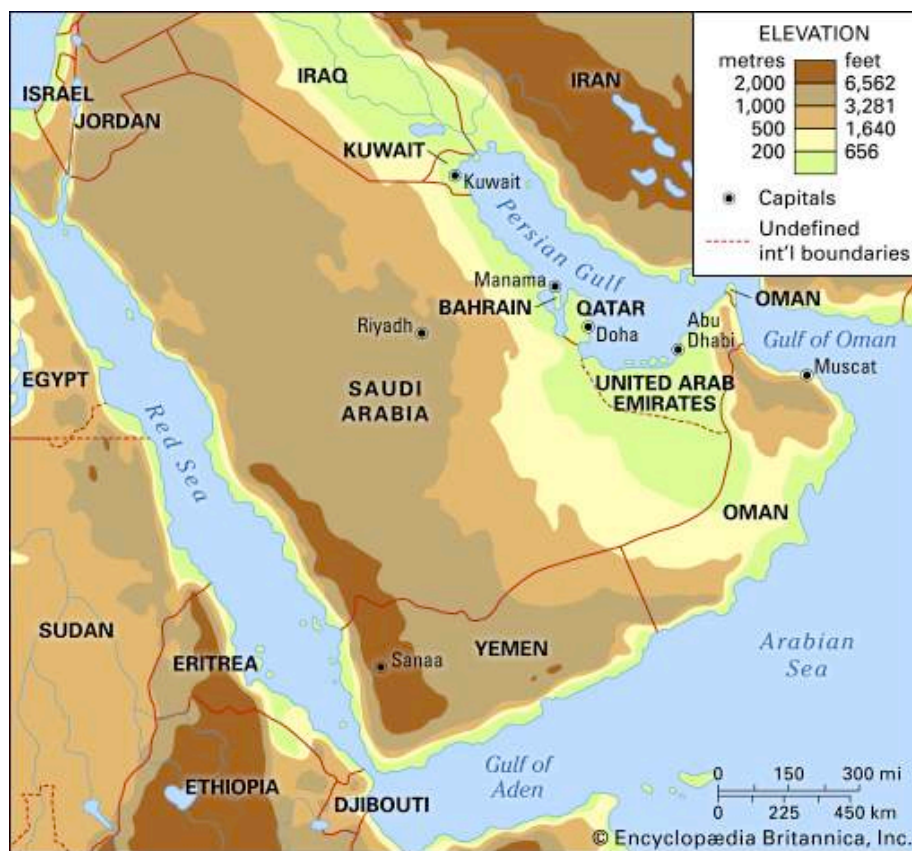 ELEVATION
metres feet
2,000 6,562
1,000 3,281
500 1,640
200 656
Capitals
Undefined
int'l boundaries
ISRAEL
JORDAN
IRAQ
IRAN
KUWAIT
Kuwait
Persian Gulf
Manama
BAHRAIN
QATAR
Doha
Abu
Dhabi
OMAN
Gulf of Oman
Muscat
Riyadh
SAUDI
ARABIA
UNITED ARAB
EMIRATES
EGYPT
Red Sea
OMAN
SUDAN
ERITREA
Sanaa
YEMEN
Arabian
Sea
ETHIOPIA
DJIBOUTI
Gulf of
Aden
0 150 300 mi
0 225 450 km
© Encyclopædia Britannica, Inc.